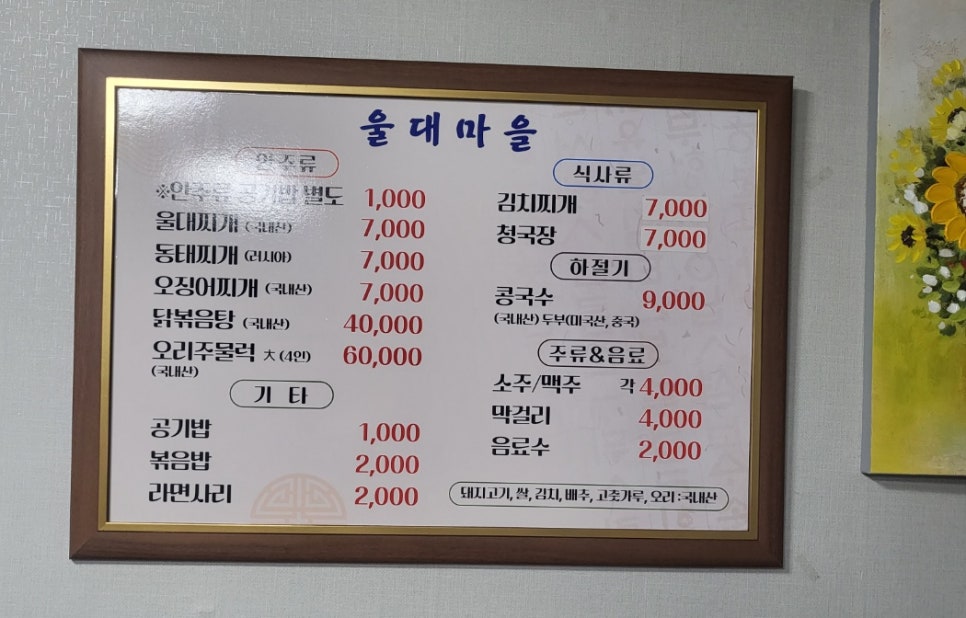 울대마을
안주류
※안주류 공기밥 별도 1,000
울대찌개 (국내산) 7,000
동태찌개 (러시아) 7,000
오징어찌개 (국내산) 7,000
닭볶음탕 (국내산) 40,000
오리주물럭 大 (4인) 60,000
(국내산)
기 타
공기밥 1,000
볶음밥 2,000
라면사리 2,000
식사류
김치찌개 7,000
청국장 7,000
하절기
콩국수 9,000
(국내산) 두부(미국산, 중국)
주류&음료
소주/맥주 각 4,000
막걸리 4,000
음료수 2,000
돼지고기, 쌀, 김치, 배추, 고춧가루, 오리 : 국내산